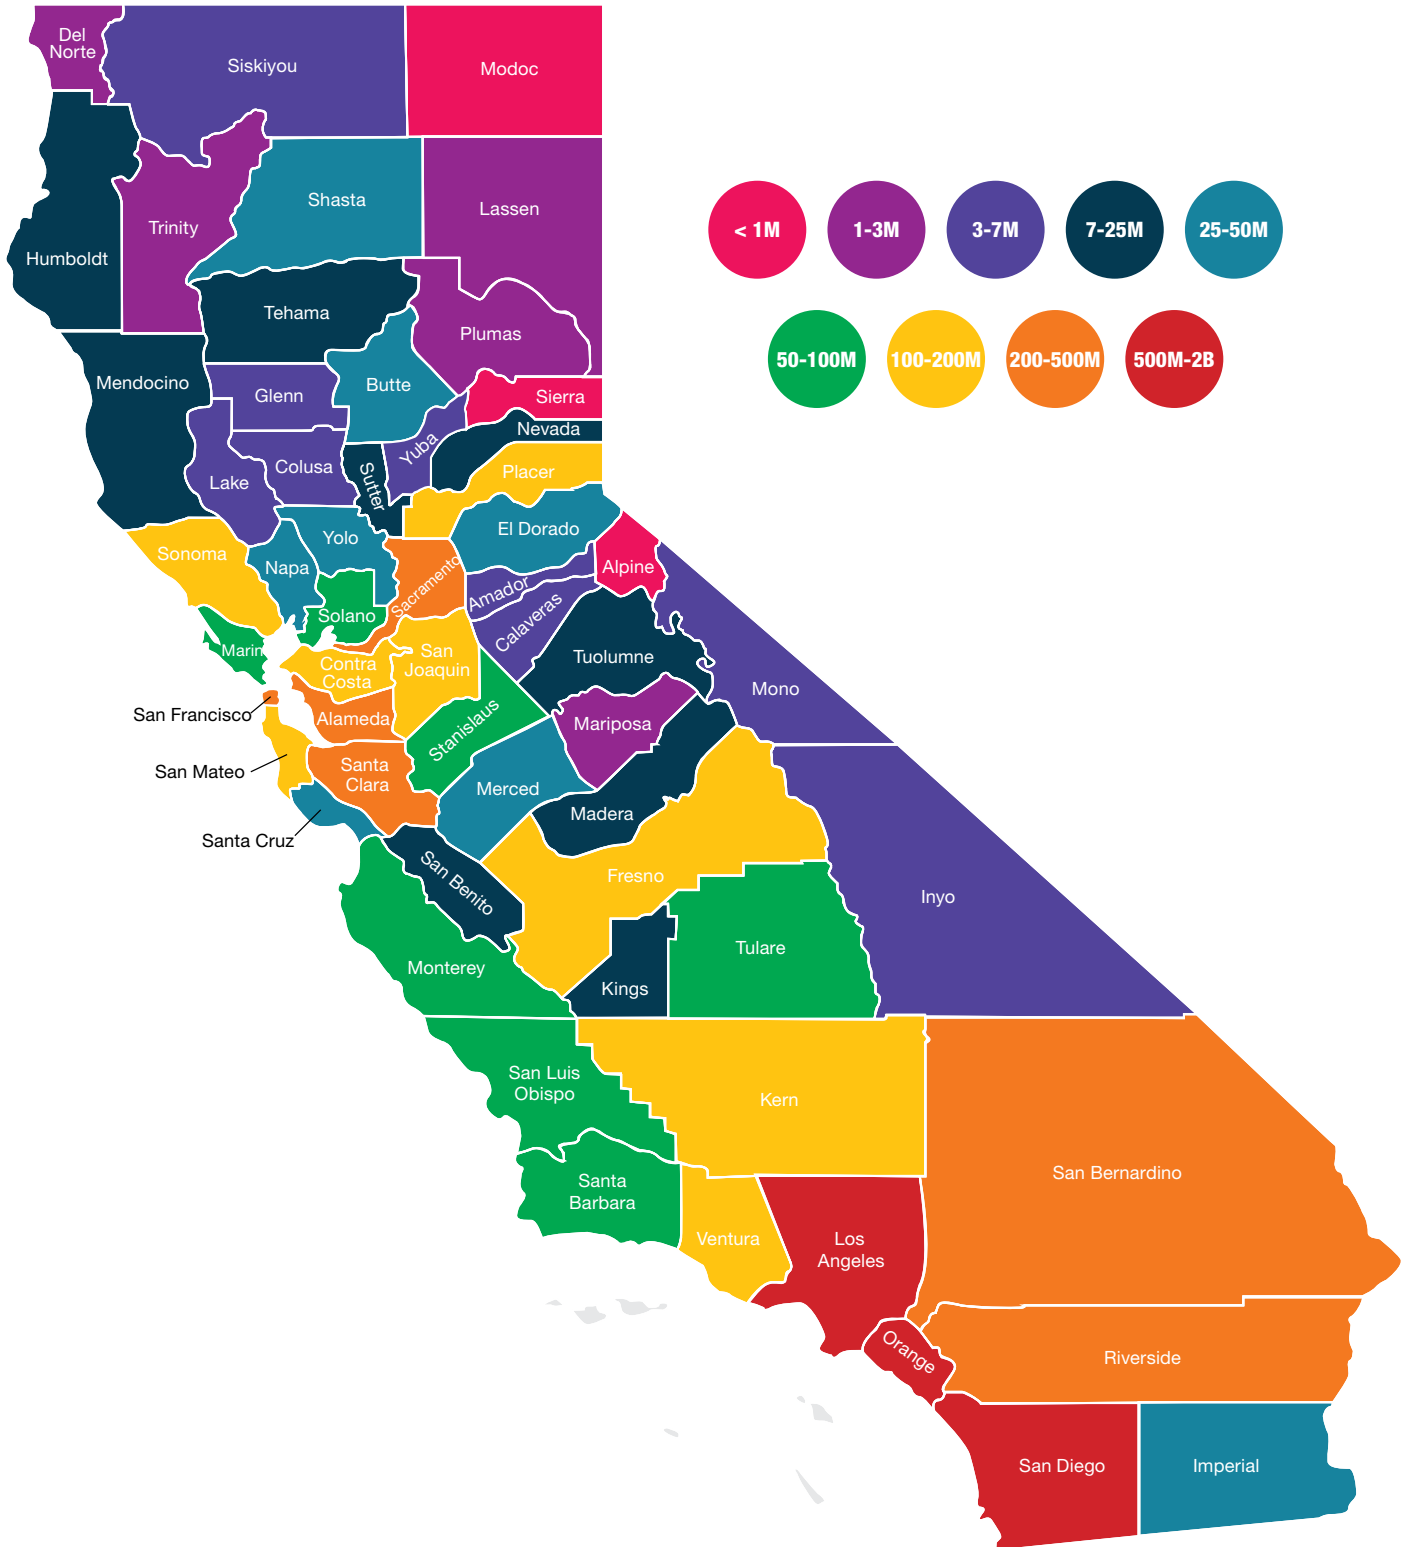 Del
Norte
Siskiyou
Modoc
Shasta
Lassen
Trinity
Humboldt
< 1M
1-3M
3-7M
7-25M
25-50M
50-100M
100-200M
200-500M
500M-2B
Tehama
Plumas
Mendocino
Butte
Glenn
Sierra
Nevada
Yuba
Colusa
Sutter
Lake
Placer
El Dorado
Yolo
Sonoma
Napa
Sacramento
Amador
Alpine
Solano
Calaveras
Marin
Contra
Costa
San
Joaquin
Tuolumne
Mono
San Francisco
Alameda
Stanislaus
Mariposa
San Mateo
Santa
Clara
Merced
Madera
Santa Cruz
San Benito
Fresno
Inyo
Tulare
Monterey
Kings
San Luis
Obispo
Kern
San Bernardino
Santa
Barbara
Ventura
Los
Angeles
Orange
Riverside
San Diego
Imperial